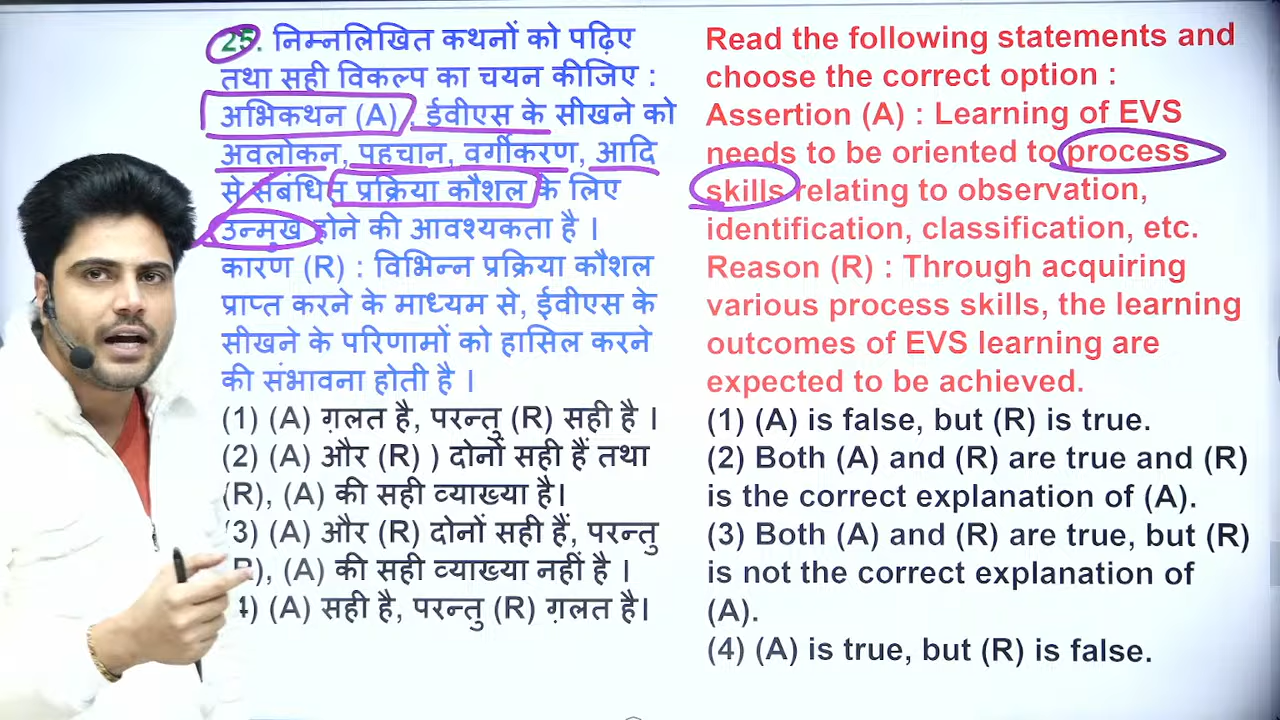 25. निम्नलिखित कथनों को पढ़िए
तथा सही विकल्प का चयन कीजिए :
अभिकथन (A) : ईवीएस के सीखने को
अवलोकन, पहचान, वर्गीकरण, आदि
से संबंधित प्रक्रिया कौशल के लिए
उन्मुख होने की आवश्यकता है ।
कारण (R) : विभिन्न प्रक्रिया कौशल
प्राप्त करने के माध्यम से, ईवीएस के
सीखने के परिणामों को हासिल करने
की संभावना होती है ।
(1) (A) ग़लत है, परन्तु (R) सही है ।
(2) (A) और (R) ) दोनों सही हैं तथा
(R), (A) की सही व्याख्या है।
3) (A) और (R) दोनों सही हैं, परन्तु
R), (A) की सही व्याख्या नहीं है ।
4) (A) सही है, परन्तु (R) ग़लत है।
Read the following statements and
choose the correct option :
Assertion (A) : Learning of EVS
needs to be oriented to process
skills relating to observation,
identification, classification, etc.
Reason (R) : Through acquiring
various process skills, the learning
outcomes of EVS learning are
expected to be achieved.
(1) (A) is false, but (R) is true.
(2) Both (A) and (R) are true and (R)
is the correct explanation of (A).
(3) Both (A) and (R) are true, but (R)
is not the correct explanation of
(A).
(4) (A) is true, but (R) is false.